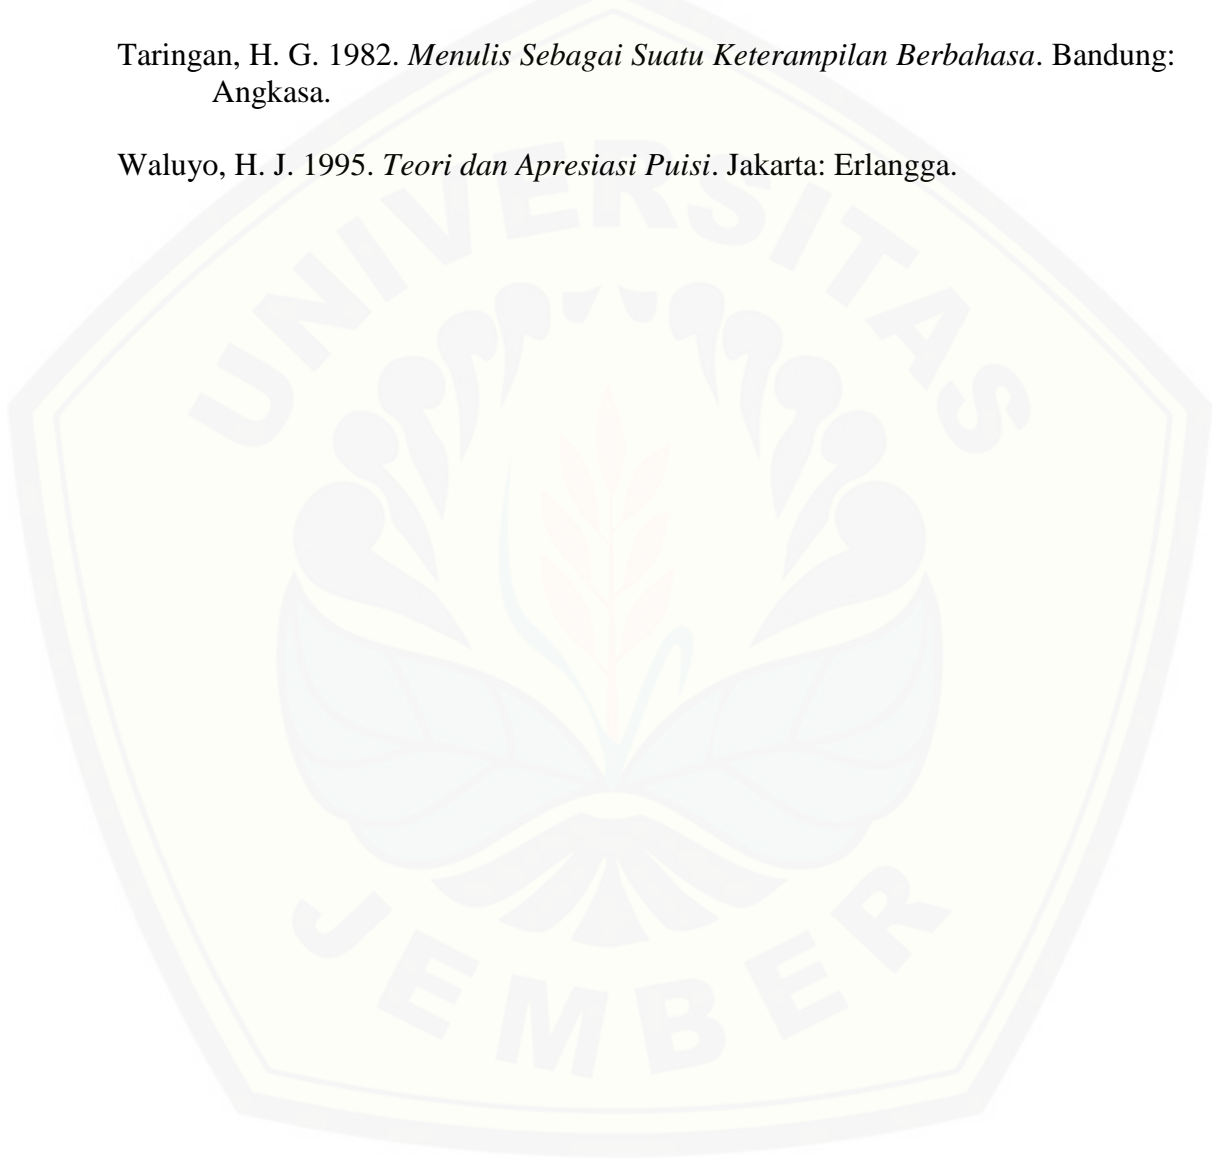 Taringan, H. G. 1982. Menulis Sebagai Suatu Keterampilan Berbahasa. Bandung:
Angkasa.
Waluyo, H. J. 1995. Teori dan Apresiasi Puisi. Jakarta: Erlangga.
UNIVERSITAS
JEMBER